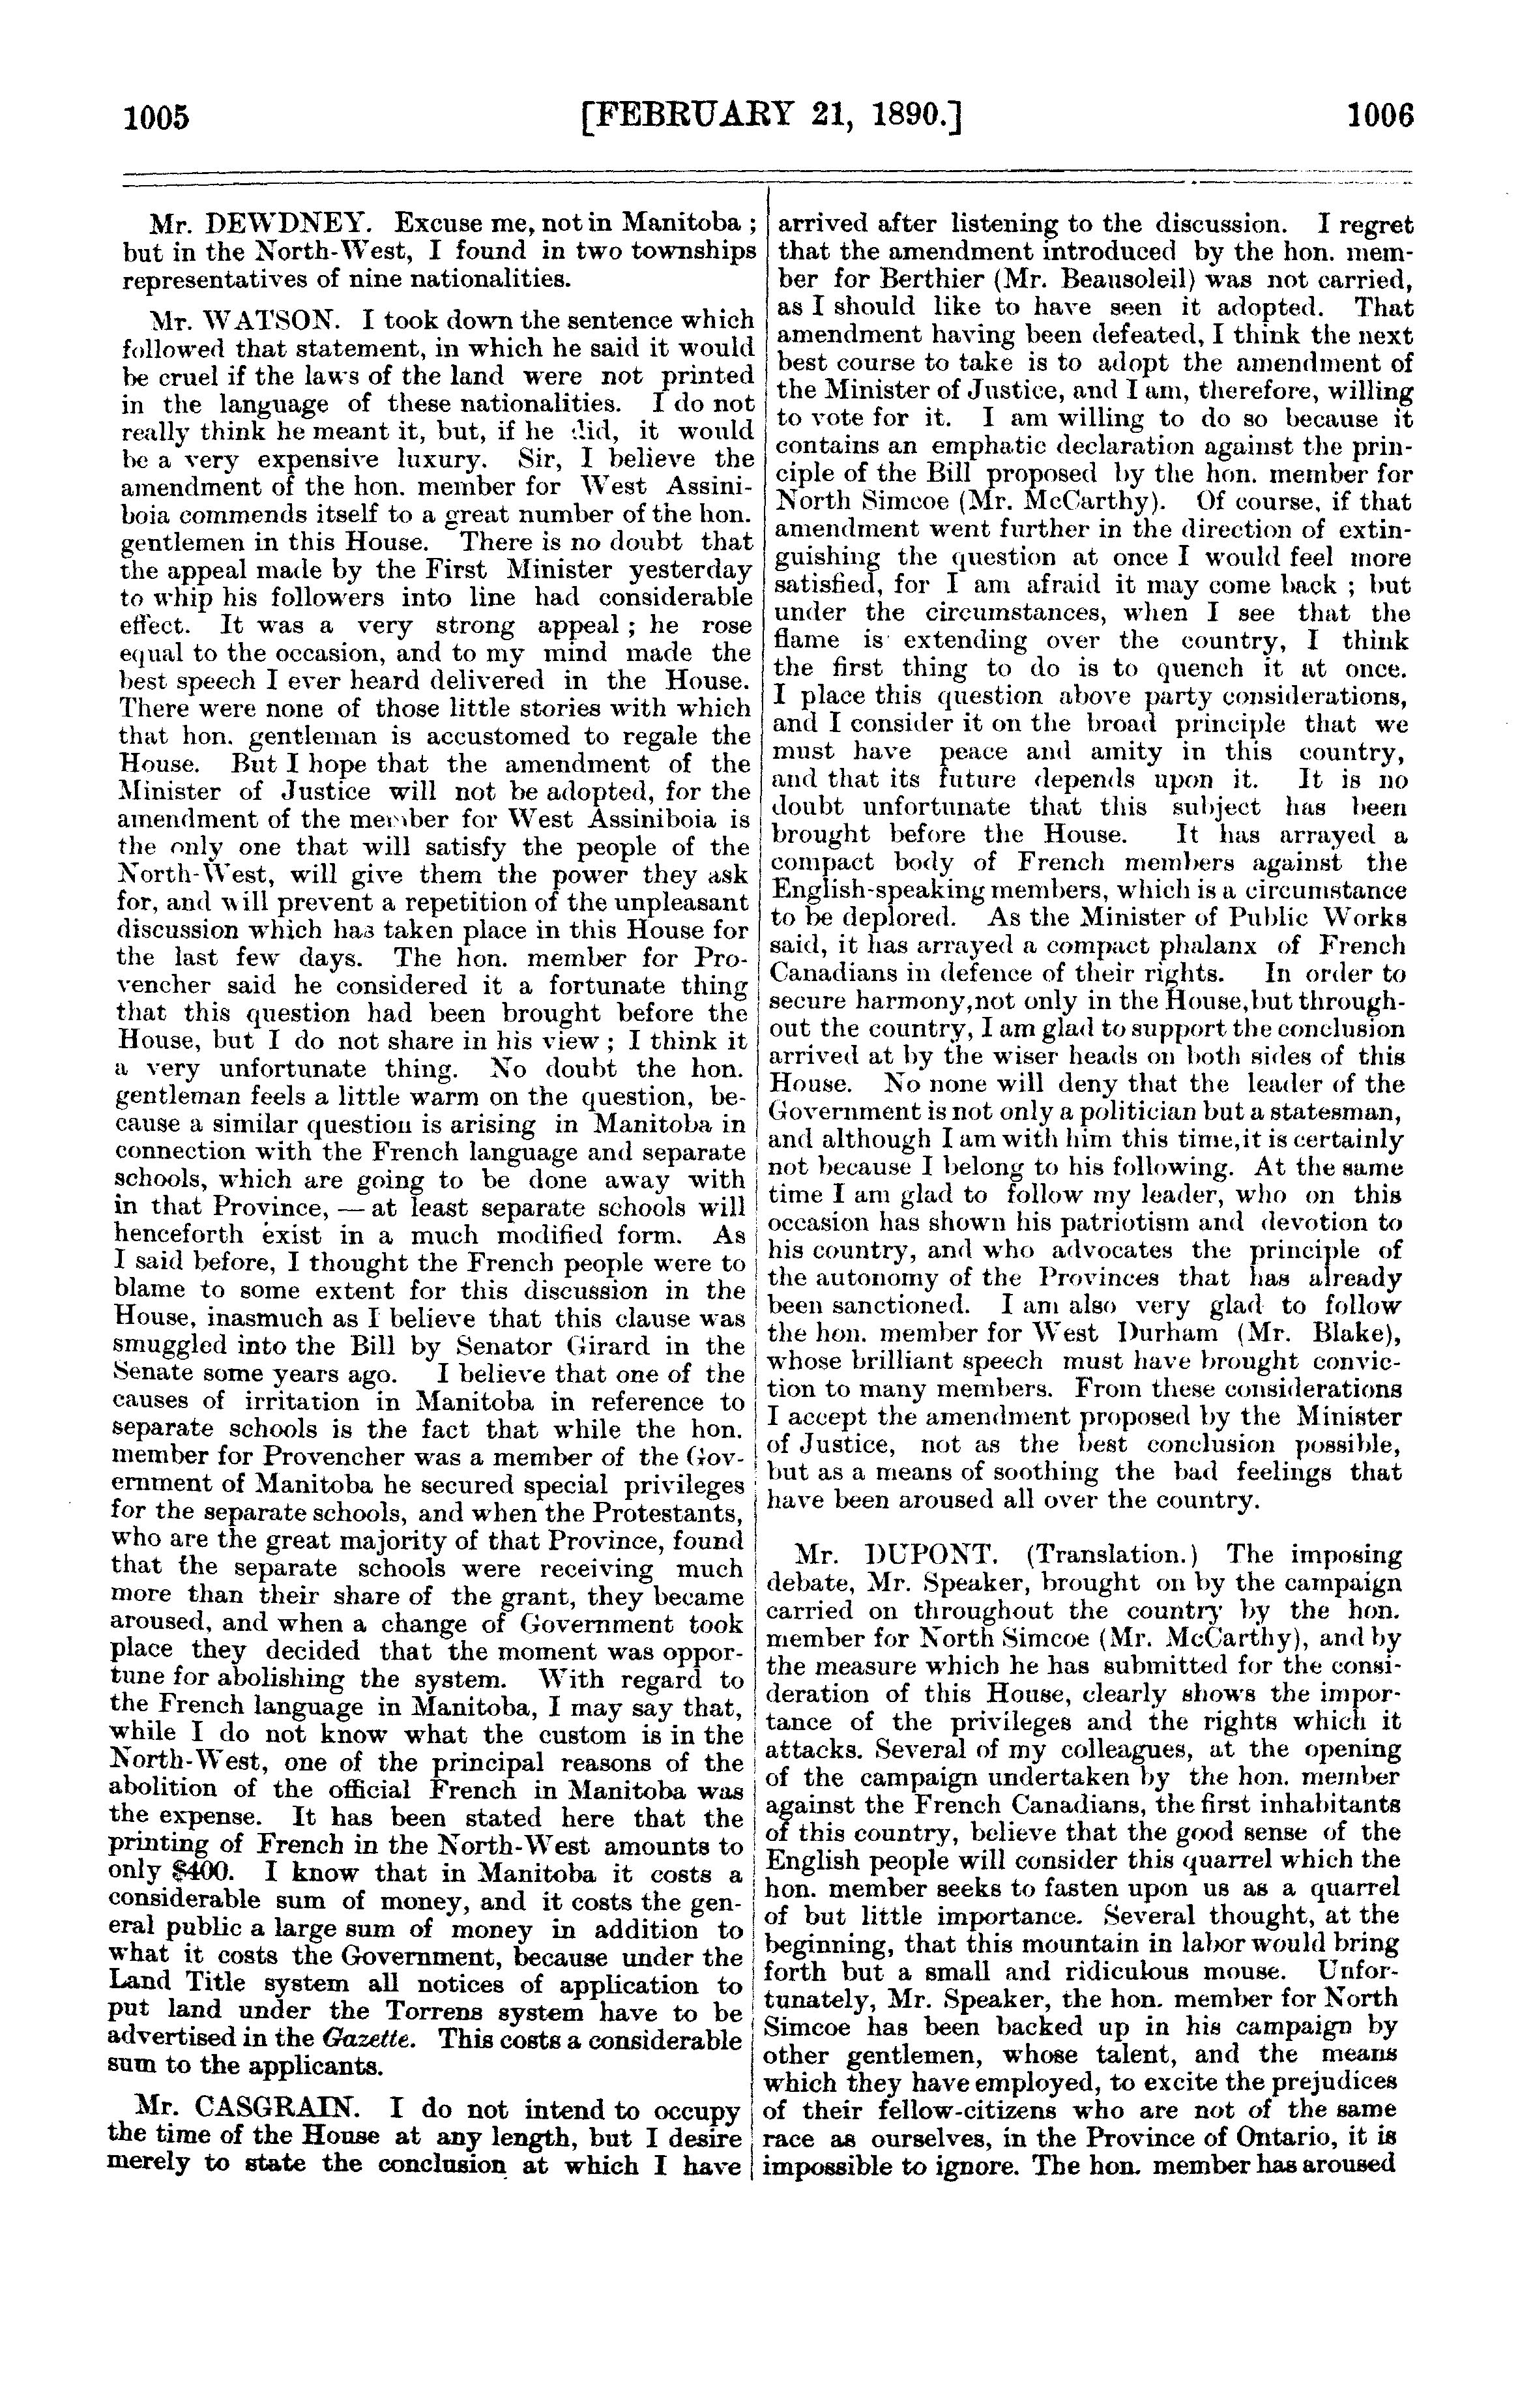 1005
[FEBRUARY 21, 1890.]
1006
Mr. DEWDNEY. Excuse me, not in Manitoba ;
but in the North-West, I found in two townships
representatives of nine nationalities.
Mr. WATSON. I took down the sentence which
followed that statement, in which he said it would
be cruel if the laws of the land were not printed
in the language of these nationalities. I do not
really think he meant it, but, if he did, it would
be a very expensive luxury. Sir, I believe the
amendment of the hon. member for West Assini-
boia commends itself to a great number of the hon.
gentlemen in this House. There is no doubt that
the appeal made by the First Minister yesterday
to whip his followers into line had considerable
effect. It was a very strong appeal ; he rose
equal to the occasion, and to my mind made the
best speech I ever heard delivered in the House.
There were none of those little stories with which
that hon. gentleman is accustomed to regale the
House. But I hope that the amendment of the
Minister of Justice will not be adopted, for the
amendment of the member for West Assiniboia is
the only one that will satisfy the people of the
North-West, will give them the power they ask
for, and will prevent a repetition of the unpleasant
discussion which has taken place in this House for
the last few days. The hon. member for Pro-
vencher said he considered it a fortunate thing
that this question had been brought before the
House, but I do not share in his view ; I think it
a very unfortunate thing. No doubt the hon.
gentleman feels a little warm on the question, be-
cause a similar question is arising in Manitoba in
connection with the French language and separate
schools, which are going to be done away with
in that Province, — at least separate schools will
henceforth exist in a much modified form. As
I said before, I thought the French people were to
blame to some extent for this discussion in the
House, inasmuch as I believe that this clause was
smuggled into the Bill by Senator Girard in the
Senate some years ago. I believe that one of the
causes of irritation in Manitoba in reference to
separate schools is the fact that while the hon.
member for Provencher was a member of the Gov-
ernment of Manitoba he secured special privileges
for the separate schools, and when the Protestants,
who are the great majority of that Province, found
that the separate schools were receiving much
more than their share of the grant, they became
aroused, and when a change of Government took
place they decided that the moment was oppor-
tune for abolishing the system. With regard to
the French language in Manitoba, I may say that,
while I do not know what the custom is in the
North-West, one of the principal reasons of the
abolition of the official French in Manitoba was
the expense. It has been stated here that the
printing of French in the North-West amounts to
only $400. I know that in Manitoba it costs a
considerable sum of money, and it costs the gen-
eral public a large sum of money in addition to
what it costs the Government, because under the
Land Title system all notices of application to
put land under the Torrens system have to be
advertised in the Gazette. This costs a considerable
sum to the applicants.
Mr. CASGRAIN. I do not intend to occupy
the time of the House at any length, but I desire
merely to state the conclusion at which I have
arrived after listening to the discussion. I regret
that the amendment introduced by the hon. mem-
ber for Berthier (Mr. Beausoleil) was not carried,
as I should like to have seen it adopted. That
amendment having been defeated, I think the next
best course to take is to adopt the amendment of
the Minister of Justice, and I am, therefore, willing
to vote for it. I am willing to do so because it
contains an emphatic declaration against the prin-
ciple of the Bill proposed by the hon. member for
North Simcoe (Mr. McCarthy). Of course, if that
amendment went further in the direction of extin-
guishing the question at once I would feel more
satisfied, for I am afraid it may come back ; but
under the circumstances, when I see that the
flame is extending over the country, I think
the first thing to do is to quench it at once.
I place this question above party considerations,
and I consider it on the broad principle that we
must have peace and amity in this country,
and that its future depends upon it. It is no
doubt unfortunate that this subject has been
brought before the House. It has arrayed a
compact body of French members against the
English-speaking members, which is a circumstance
to be deplored. As the Minister of Public Works
said, it has arrayed a compact phalanx of French
Canadians in defence of their rights. In order to
secure harmony, not only in the House, but through-
out the country, I am glad to support the conclusion
arrived at by the wiser heads on both sides of this
House. No none will deny that the leader of the
Government is not only a politician but a statesman,
and although I am with him this time, it is certainly
not because I belong to his following. At the same
time I am glad to follow my leader, who on this
occasion has shown his patriotism and devotion to
his country, and who advocates the principle of
the autonomy of the Provinces that has already
been sanctioned. I am also very glad to follow
the hon. member for West Durham (Mr. Blake),
whose brilliant speech must have brought convic-
tion to many members. From these considerations
I accept the amendment proposed by the Minister
of Justice, not as the best conclusion possible,
but as a means of soothing the bad feelings that
have been aroused all over the country.
Mr. DUPONT. (Translation.) The imposing
debate, Mr. Speaker, brought on by the campaign
carried on throughout the country by the hon.
member for North Simcoe (Mr. McCarthy), and by
the measure which he has submitted for the consi-
deration of this House, clearly shows the impor-
tance of the privileges and the rights which it
attacks. Several of my colleagues, at the opening
of the campaign undertaken by the hon. member
against the French Canadians, the first inhabitants
of this country, believe that the good sense of the
English people will consider this quarrel which the
hon. member seeks to fasten upon us as a quarrel
of but little importance. Several thought, at the
beginning, that this mountain in labor would bring
forth but a small and ridiculous mouse. Unfor-
tunately, Mr. Speaker, the hon. member for North
Simcoe has been backed up in his campaign by
other gentlemen, whose talent, and the means
which they have employed, to excite the prejudices
of their fellow-citizens who are not of the same
race as ourselves, in the Province of Ontario, it is
impossible to ignore. The hon. member has aroused